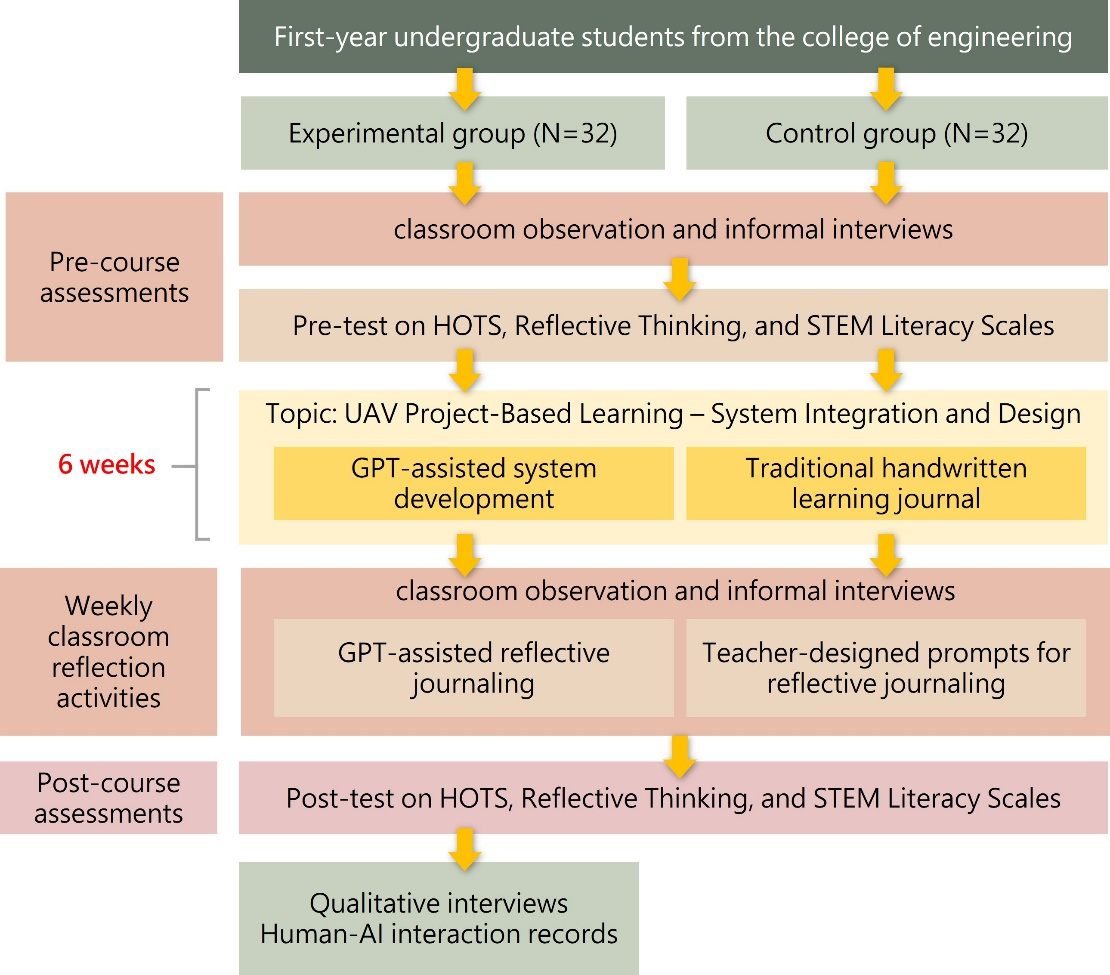 First-year undergraduate students from the college of engineering
Experimental group (N=32)
Control group (N=32)
Pre-course
assessments
classroom observation and informal interviews
Pre-test on HOTS, Reflective Thinking, and STEM Literacy Scales
6 weeks
Topic: UAV Project-Based Learning – System Integration and Design
GPT-assisted system
development
Traditional handwritten
learning journal
Weekly
classroom
reflection
activities
classroom observation and informal interviews
GPT-assisted reflective
journaling
Teacher-designed prompts for
reflective journaling
Post-course
assessments
Post-test on HOTS, Reflective Thinking, and STEM Literacy Scales
Qualitative interviews
Human-AI interaction records